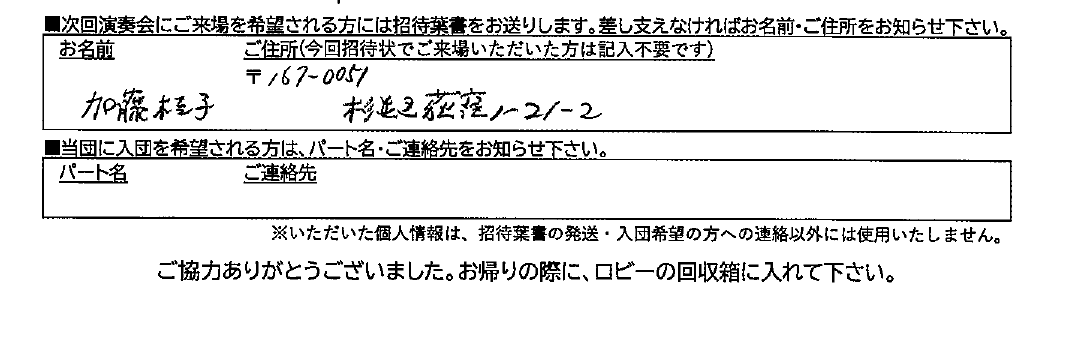 ■次回演奏会にご来場を希望される方には招待葉書をお送りします。差し支えなければお名前・ご住所をお知らせ下さい。
お名前 ご住所(今回招待状でご来場いただいた方は記入不要です)
〒167-0051
加藤桂子 杉並区荻窪1-21-2
■当団に入団を希望される方は、パート名・ご連絡先をお知らせ下さい。
パート名 ご連絡先
※いただいた個人情報は、招待葉書の発送・入団希望の方への連絡以外には使用いたしません。
ご協力ありがとうございました。お帰りの際に、ロビーの回収箱に入れて下さい。